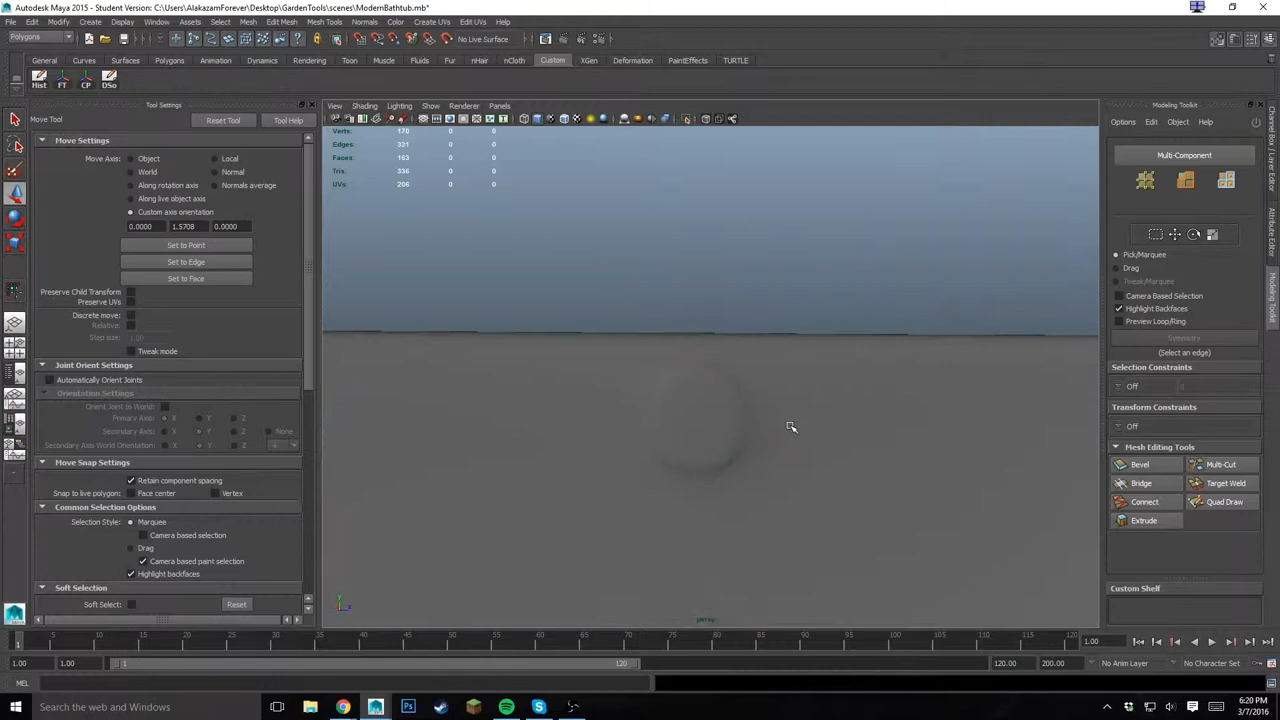 Autodesk Maya 2015 - Student Version: C:\Users\AlakazamForever\Desktop\GardenTools\scenes\ModernBathtub.mb*
File Edit Modify Create Display Window Assets Select Mesh Edit Mesh Mesh Tools Normals Color Create UVs Edit UVs Help
Polygons No Live Surface
General Curves Surfaces Polygons Animation Dynamics Rendering Toon Muscle Fluids Fur nHair nCloth Custom XGen Deformation PaintEffects TURTLE
Hist FT CP DSo
Tool Settings
Move Tool Reset Tool Tool Help
Move Settings
Move Axis: Object Local
World Normal
Along rotation axis Normals average
Along live object axis
Custom axis orientation
0.0000 1.5708 0.0000
Set to Point
Set to Edge
Set to Face
Preserve Child Transform
Preserve UVs
Discrete move:
Relative:
Step size: 1.00
Tweak mode
Joint Orient Settings
Automatically Orient Joints
Orientation Settings
Orient Joint to World:
Primary Axis: X Y Z
Secondary Axis: X Y Z None
Secondary Axis World Orientation: X Y Z
Move Snap Settings
Retain component spacing
Snap to live polygon: Face center Vertex
Common Selection Options
Selection Style: Marquee
Camera based selection
Drag
Camera based paint selection
Highlight backfaces
Soft Selection
Soft Select: Reset
View Shading Lighting Show Renderer Panels
Verts: 170 0 0
Edges: 331 0 0
Faces: 163 0 0
Tris: 336 0 0
UVs: 206 0 0
persp
Modeling Toolkit
Options Edit Object Help
Multi-Component
Pick/Marquee
Drag
Tweak/Marquee
Camera Based Selection
Highlight Backfaces
Preview Loop/Ring
Symmetry
(Select an edge)
Selection Constraints
Off
Transform Constraints
Off
Mesh Editing Tools
Bevel Multi-Cut
Bridge Target Weld
Connect Quad Draw
Extrude
Custom Shelf
Channel Box / Layer Editor
Attribute Editor
Modeling Toolkit
5 10 15 20 25 30 35 40 45 50 55 60 65 70 75 80 85 90 95 100 105 110 115 120 1.00
1.00 1.00 1 120 120.00 200.00 No Anim Layer No Character Set
MEL
Search the web and Windows
6:20 PM
3/7/2016